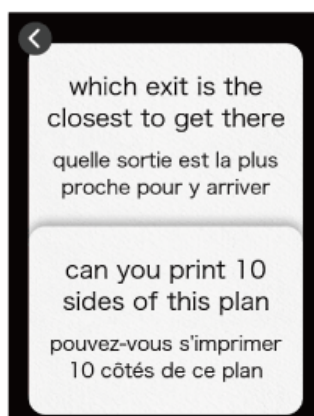 which exit is the
closest to get there
quelle sortie est la plus
proche pour y arriver
can you print 10
sides of this plan
pouvez-vous s'imprimer
10 côtés de ce plan